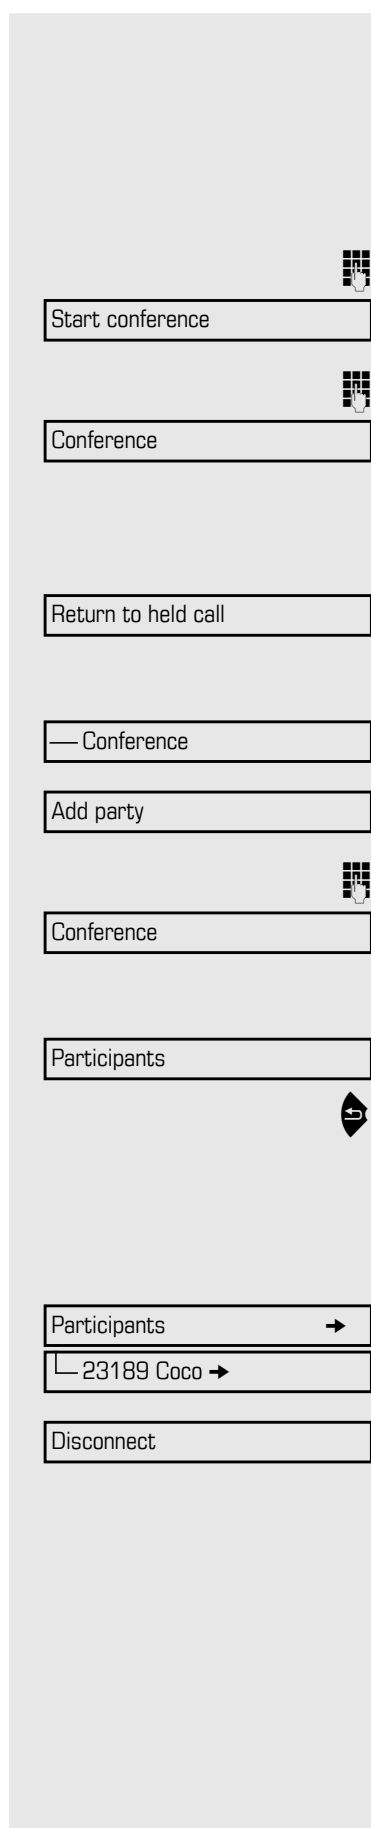 Start conference
Conference
Return to held call
— Conference
Add party
Conference
Participants
Participants →
23189 Coco →
Disconnect